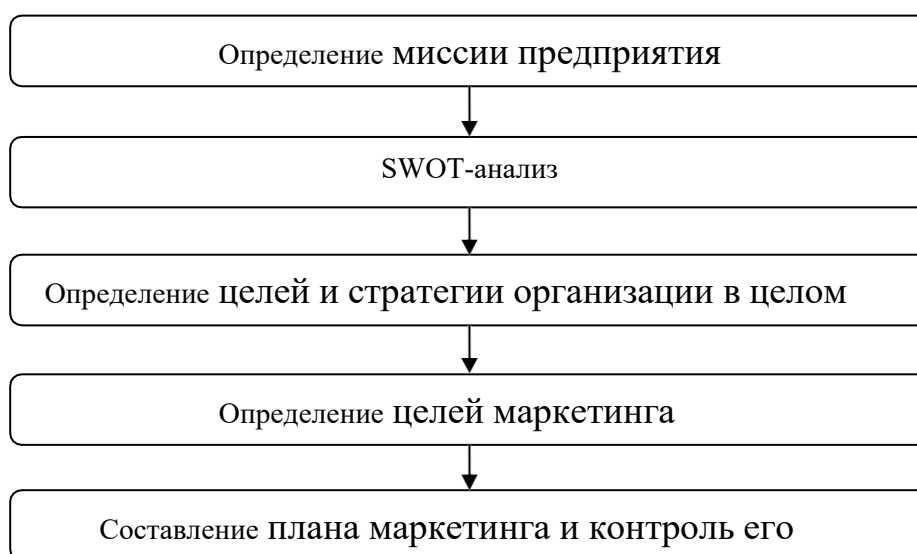 Определение миссии предприятия
SWOT-анализ
Определение целей и стратегии организации в целом
Определение целей маркетинга
Составление плана маркетинга и контроль его